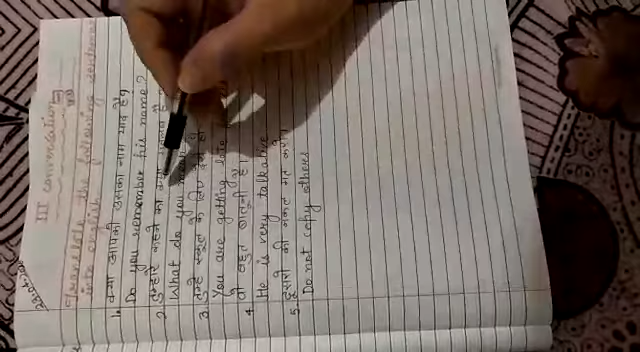 III conversation
Translate the following sentences
into english
1. क्या आपको उसका नाम याद है?
Do you remember his name?
2. तुम्हारे कहने का क्या मतलब है
What do you
3. तुम्हें स्कूल के लिए देर हो
You are getting late
4. वो बहुत बातूनी है।
He is very talkative
5. दूसरों की नकल मत करो।
Do not copy others